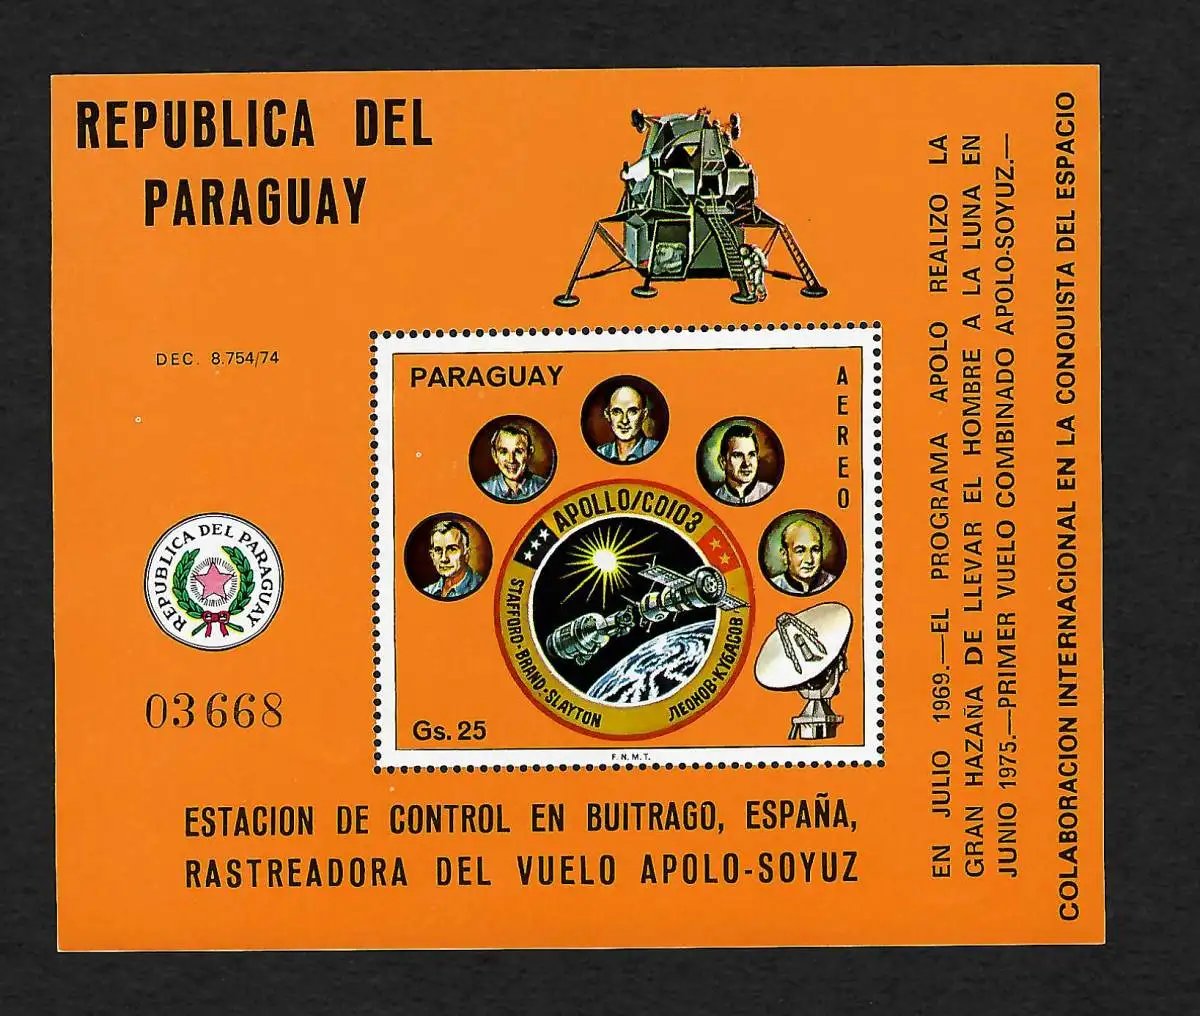 REPUBLICA DEL
PARAGUAY
DEC. 8.754/74
REPUBLICA DEL PARAGUAY
03668
PARAGUAY
AEREO
APOLLO/СОЮЗ
STAFFORD·BRAND·SLAYTON
ЛЕОНОВ·КУБАСОВ
Gs. 25
F.N.M.T.
ESTACION DE CONTROL EN BUITRAGO, ESPAÑA,
RASTREADORA DEL VUELO APOLO-SOYUZ
EN JULIO 1969.—EL PROGRAMA APOLO REALIZO LA
GRAN HAZAÑA DE LLEVAR EL HOMBRE A LA LUNA EN
JUNIO 1975.—PRIMER VUELO COMBINADO APOLO-SOYUZ.—
COLABORACION INTERNACIONAL EN LA CONQUISTA DEL ESPACIO